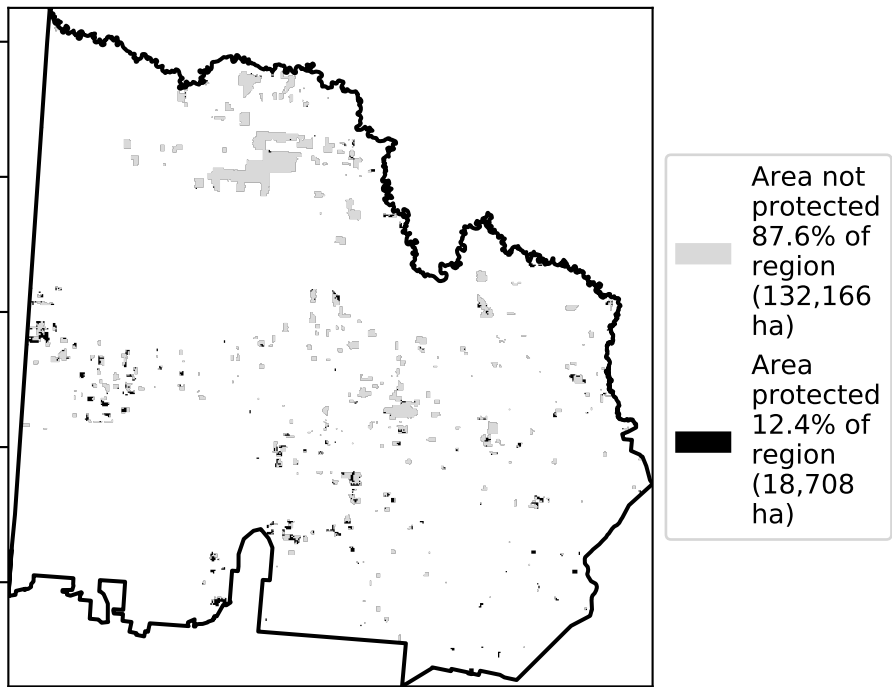 Area not
protected
87.6% of
region
(132,166
ha)
Area
protected
12.4% of
region
(18,708
ha)